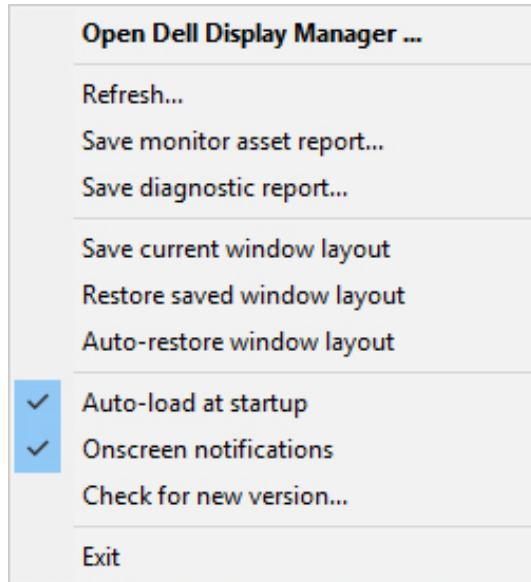 Open Dell Display Manager ...
Refresh...
Save monitor asset report...
Save diagnostic report...
Save current window layout
Restore saved window layout
Auto-restore window layout
Auto-load at startup
Onscreen notifications
Check for new version...
Exit